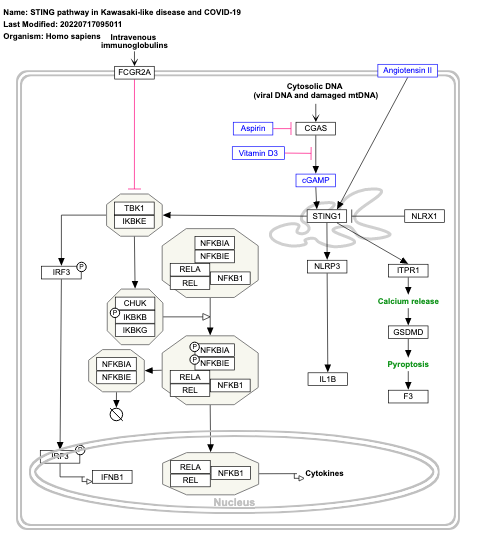 Name: STING pathway in Kawasaki-like disease and COVID-19
Last Modified: 20220717095011
Organism: Homo sapiens
Intravenous
immunoglobulins
FCGR2A
Angiotensin II
Cytosolic DNA
(viral DNA and damaged mtDNA)
Aspirin
CGAS
Vitamin D3
cGAMP
TBK1
IKBKE
STING1
NLRX1
NFKBIA
NFKBIE
RELA
NFKB1
REL
P
IRF3
NLRP3
ITPR1
CHUK
P
IKBKB
IKBKG
Calcium release
GSDMD
P
NFKBIA
P
NFKBIE
RELA
NFKB1
REL
NFKBIA
NFKBIE
Pyroptosis
IL1B
F3
P
IRF3
IFNB1
RELA
NFKB1
REL
Cytokines
Nucleus